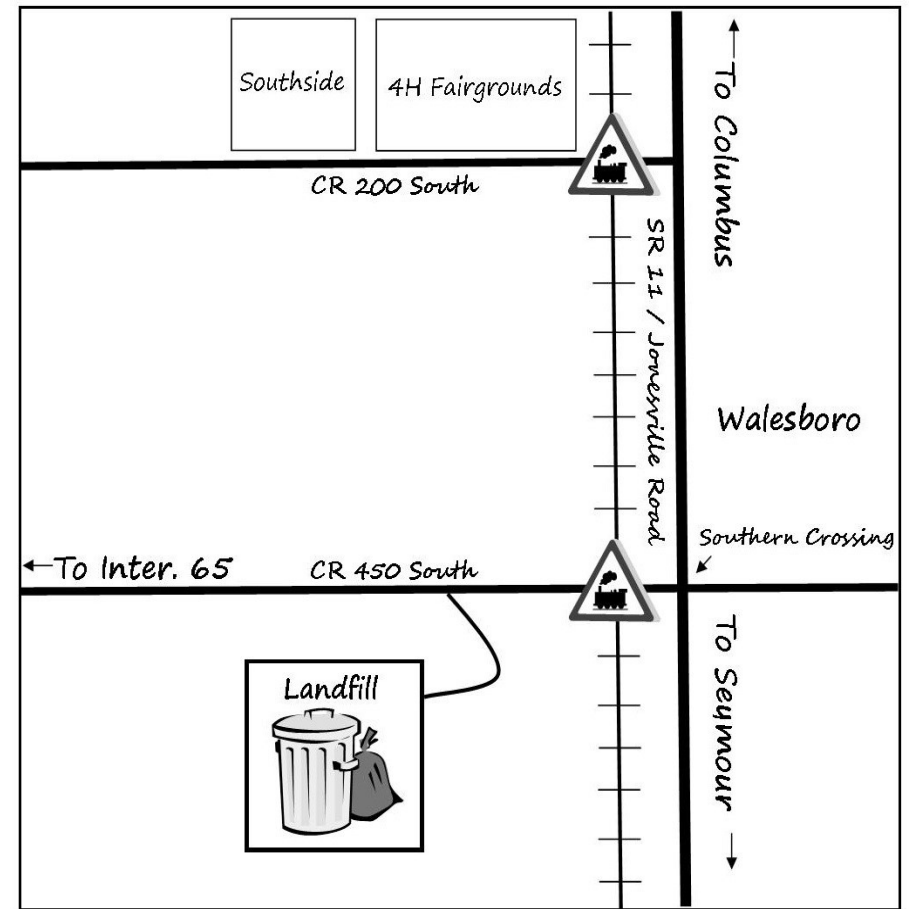 Southside
4H Fairgrounds
CR 200 South
←To Columbus
SR 11 / Jonesville Road
Walesboro
Southern Crossing
←To Inter. 65
CR 450 South
Landfill
To Seymour →